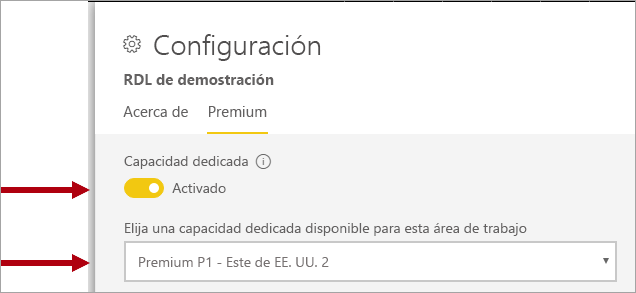 Configuración
RDL de demostración
Acerca de Premium
Capacidad dedicada
Activado
Elija una capacidad dedicada disponible para esta área de trabajo
Premium P1 - Este de EE. UU. 2